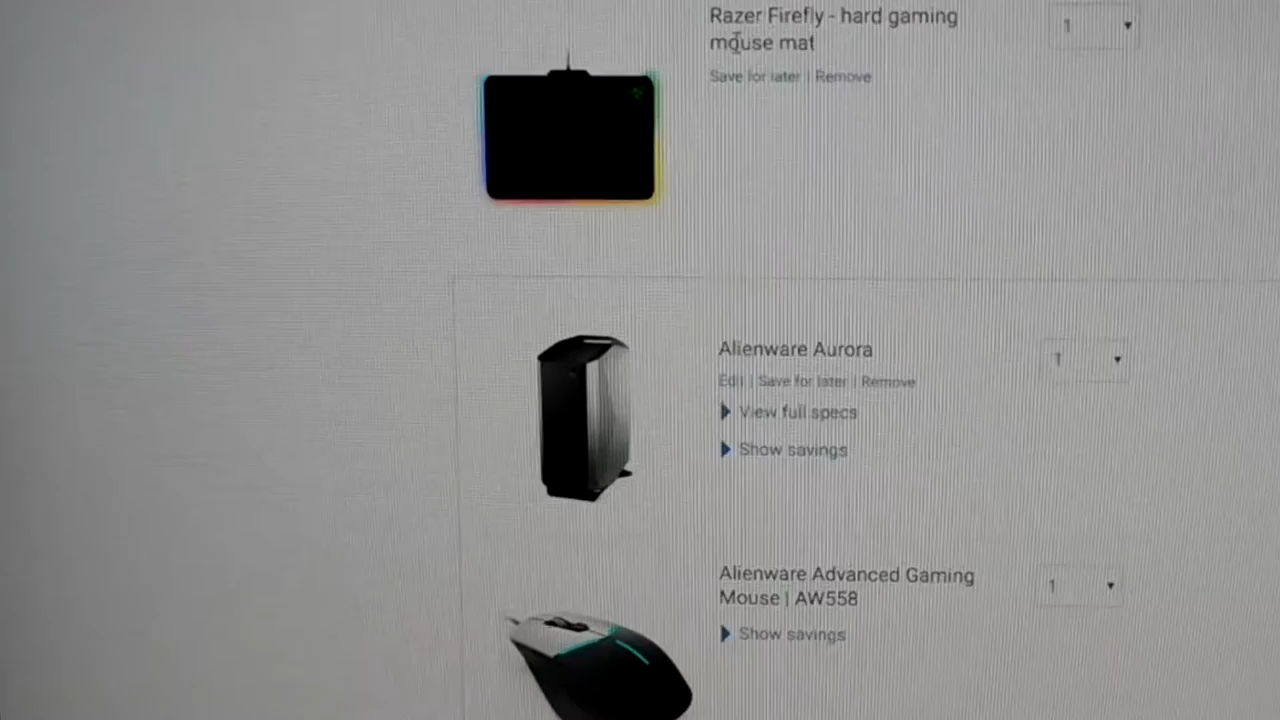 Razer Firefly - hard gaming
mouse mat
1
Save for later | Remove
Alienware Aurora
1
Edit | Save for later | Remove
View full specs
Show savings
Alienware Advanced Gaming
Mouse | AW558
1
Show savings